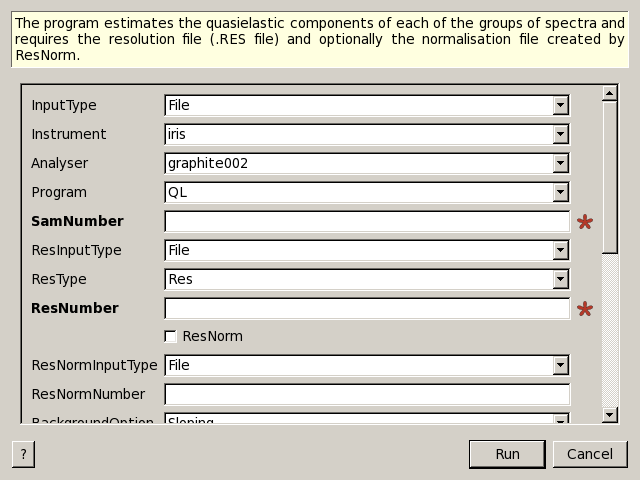 The program estimates the quasielastic components of each of the groups of spectra and
requires the resolution file (.RES file) and optionally the normalisation file created by
ResNorm.
InputType File
Instrument iris
Analyser graphite002
Program QL
SamNumber
ResInputType File
ResType Res
ResNumber
ResNorm
ResNormInputType File
ResNormNumber
BackgroundOption Sloping
? Run Cancel